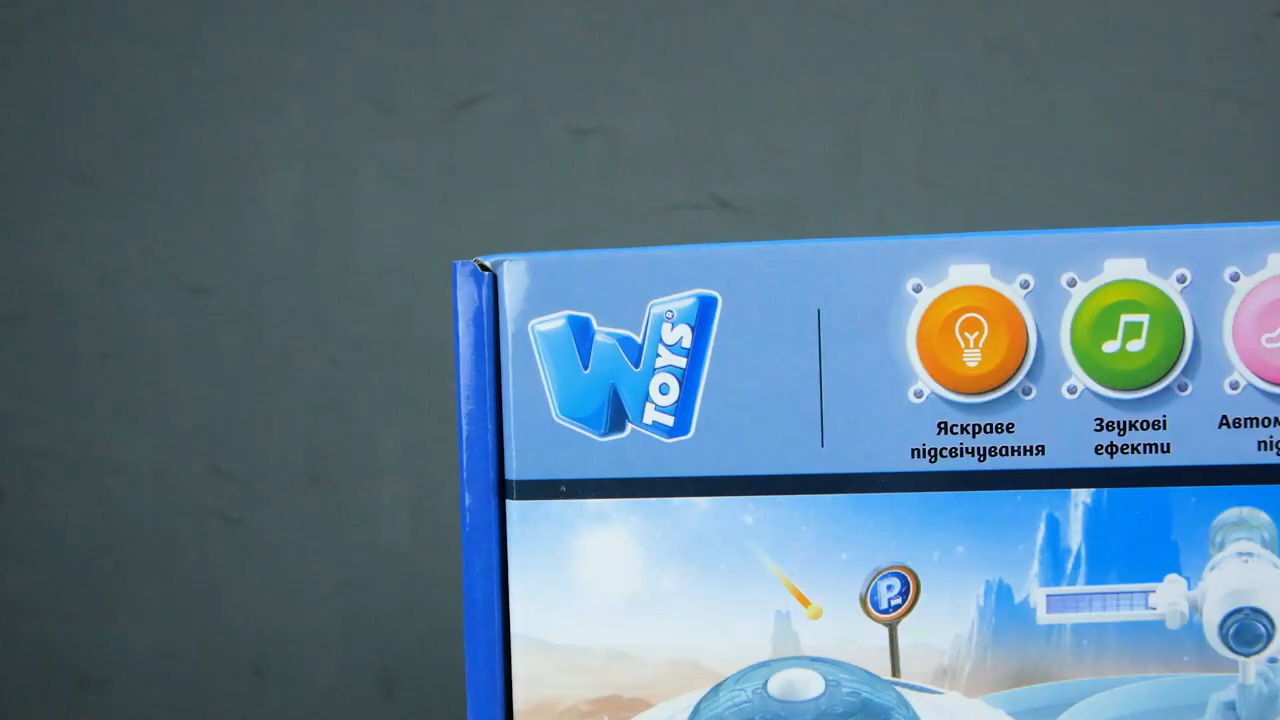 W
TOYS®
Яскраве
підсвічування
Звукові
ефекти
P